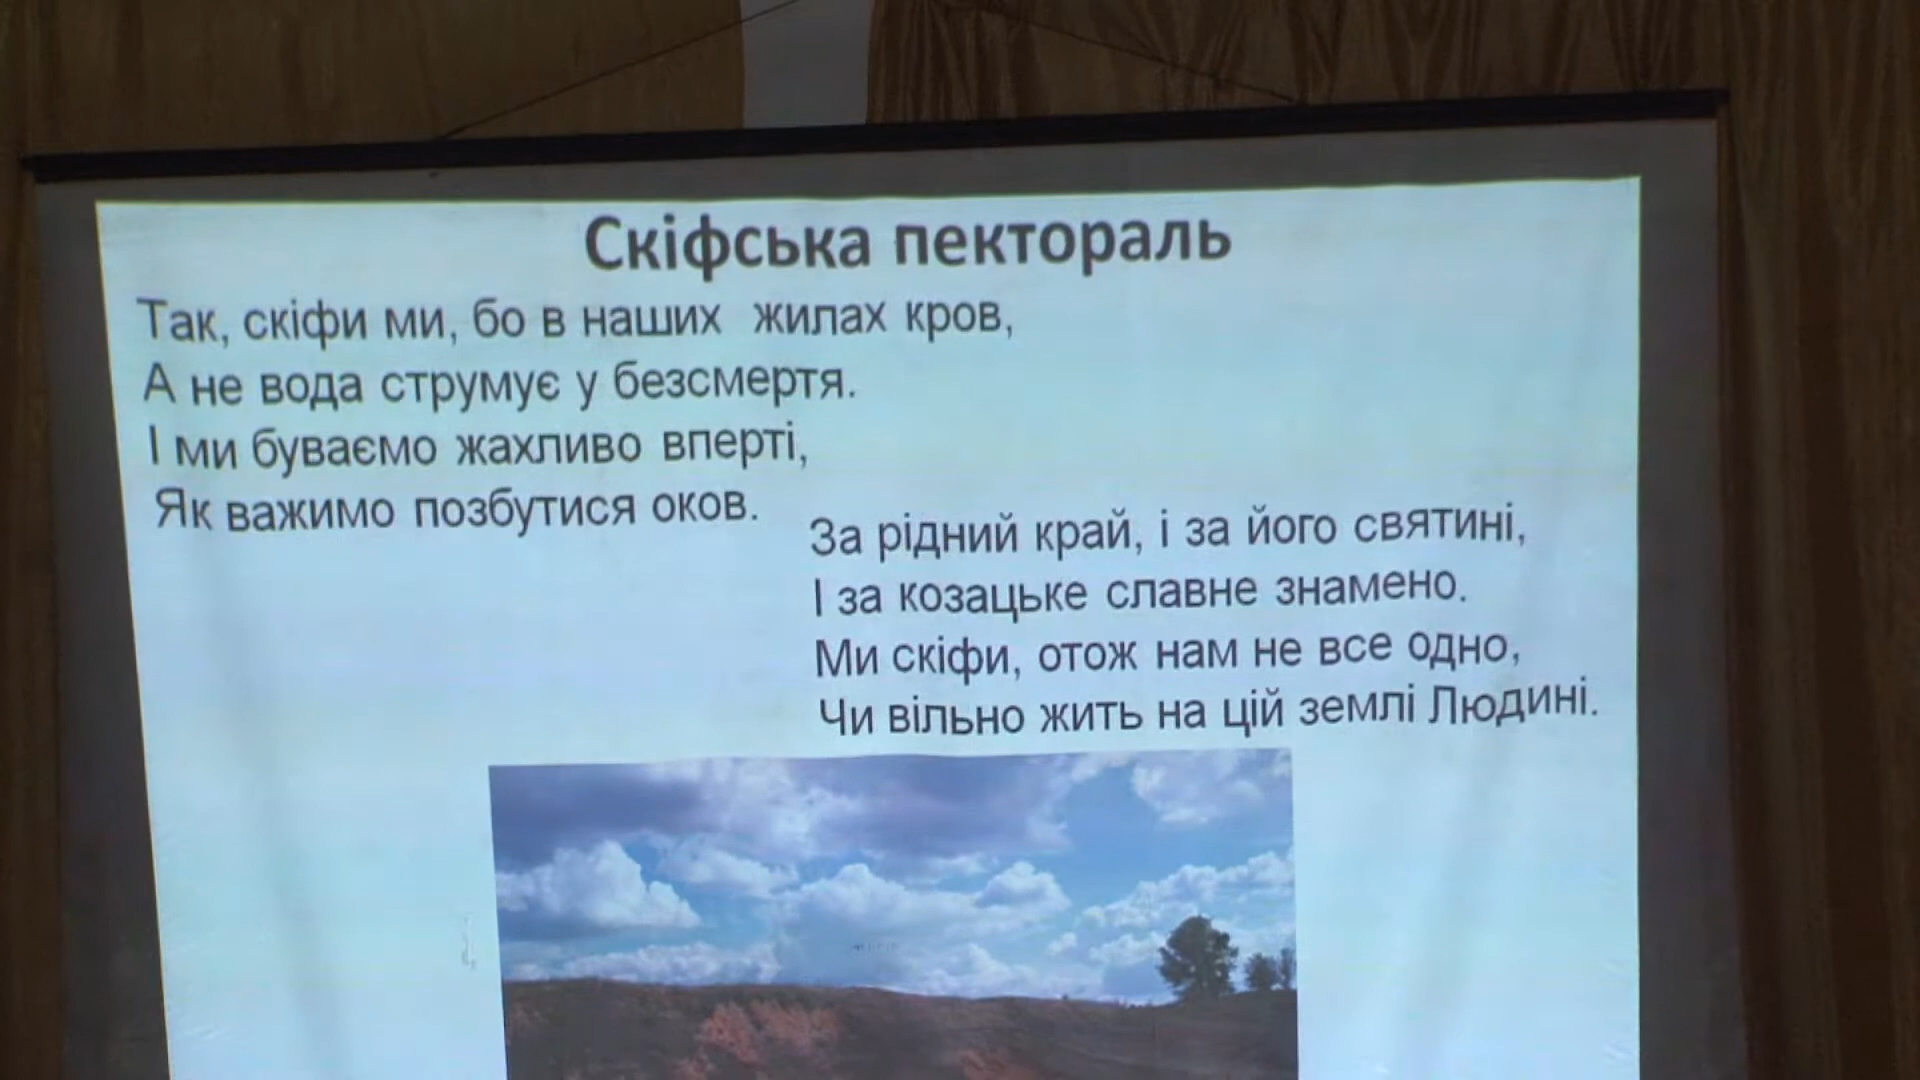 Скіфська пектораль
Так, скіфи ми, бо в наших жилах кров,
А не вода струмує у безсмертя.
І ми буваємо жахливо вперті,
Як важимо позбутися оков.
За рідний край, і за його святині,
І за козацьке славне знамено.
Ми скіфи, отож нам не все одно,
Чи вільно жить на цій землі Людині.